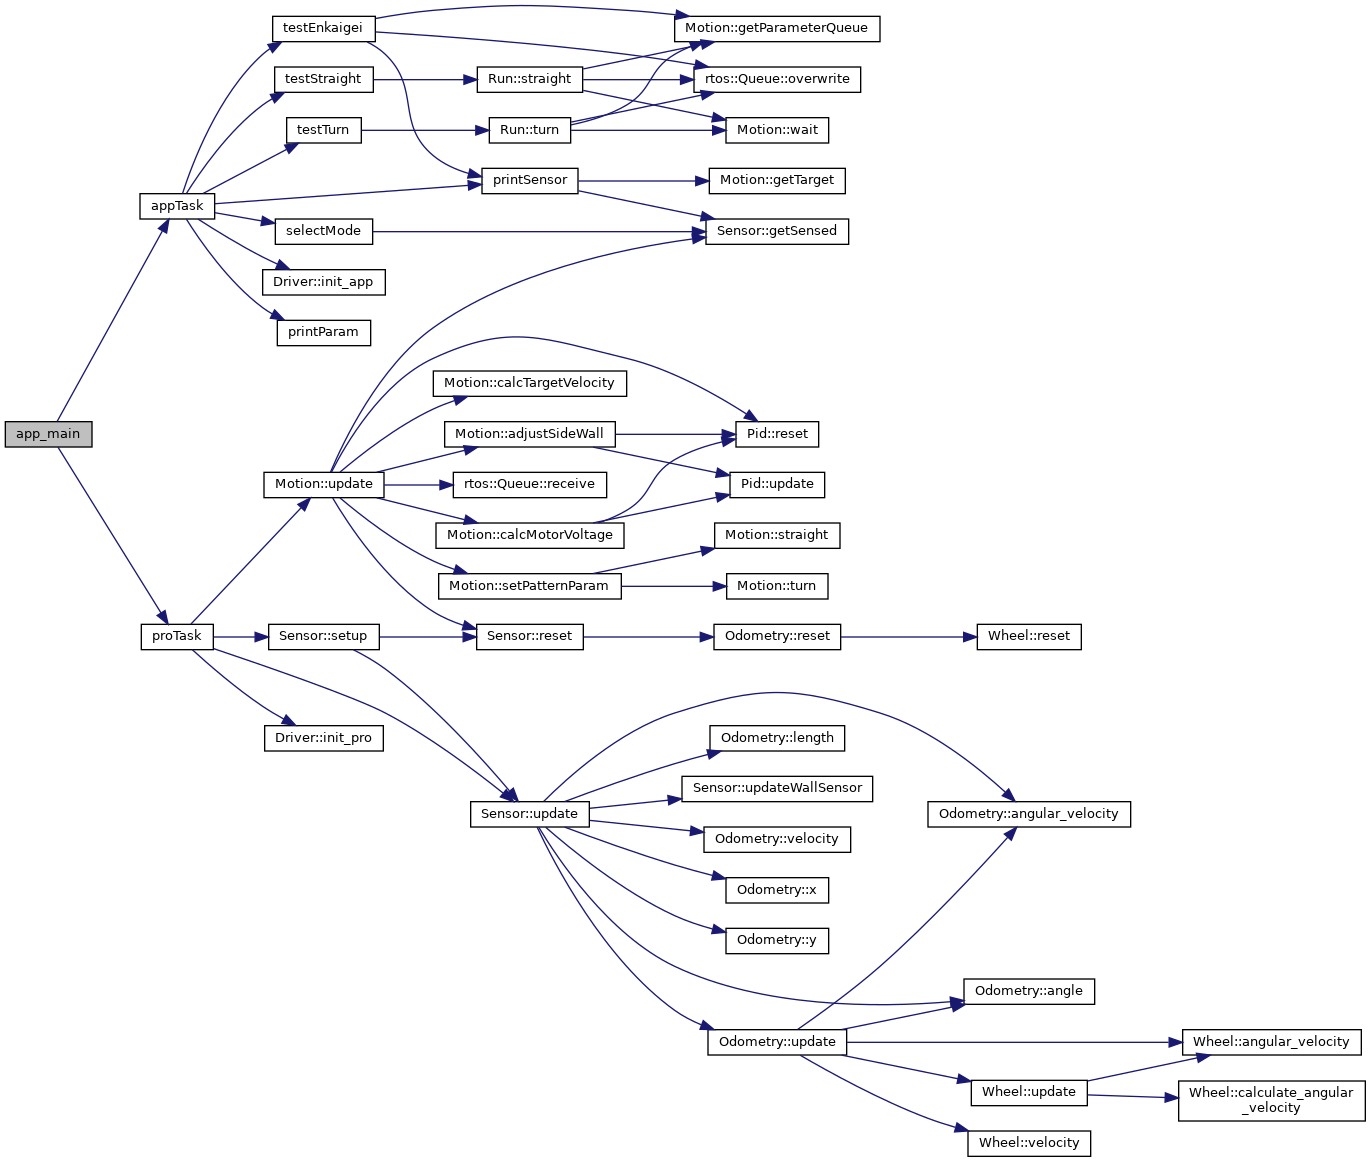 testEnkaigei
Motion::getParameterQueue
testStraight
Run::straight
rtos::Queue::overwrite
testTurn
Run::turn
Motion::wait
printSensor
Motion::getTarget
appTask
selectMode
Sensor::getSensed
Driver::init_app
printParam
Motion::calcTargetVelocity
app_main
Motion::adjustSideWall
Pid::reset
Motion::update
rtos::Queue::receive
Pid::update
Motion::calcMotorVoltage
Motion::straight
Motion::setPatternParam
Motion::turn
proTask
Sensor::setup
Sensor::reset
Odometry::reset
Wheel::reset
Driver::init_pro
Odometry::length
Sensor::updateWallSensor
Sensor::update
Odometry::angular_velocity
Odometry::velocity
Odometry::x
Odometry::y
Odometry::angle
Odometry::update
Wheel::angular_velocity
Wheel::update
Wheel::calculate_angular
_velocity
Wheel::velocity